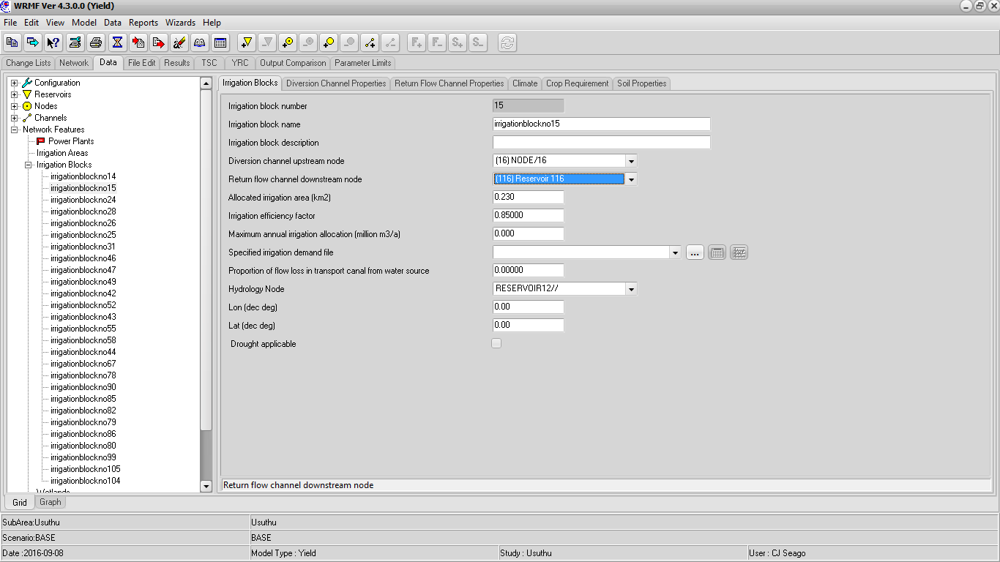 WRMF Ver 4.3.0.0 (Yield)
File Edit View Model Data Reports Wizards Help
Change Lists Network Data File Edit Results TSC YRC Output Comparison Parameter Limits
Configuration
Reservoirs
Nodes
Channels
Network Features
Power Plants
Irrigation Areas
Irrigation Blocks
irrigationblockno14
irrigationblockno15
irrigationblockno24
irrigationblockno28
irrigationblockno26
irrigationblockno25
irrigationblockno31
irrigationblockno46
irrigationblockno47
irrigationblockno49
irrigationblockno42
irrigationblockno52
irrigationblockno43
irrigationblockno55
irrigationblockno58
irrigationblockno44
irrigationblockno67
irrigationblockno78
irrigationblockno90
irrigationblockno85
irrigationblockno82
irrigationblockno79
irrigationblockno86
irrigationblockno80
irrigationblockno99
irrigationblockno105
irrigationblockno104
Wetlands
Grid Graph
Irrigation Blocks Diversion Channel Properties Return Flow Channel Properties Climate Crop Requirement Soil Properties
Irrigation block number 15
Irrigation block name irrigationblockno15
Irrigation block description
Diversion channel upstream node (16) NODE/16
Return flow channel downstream node (116) Reservoir 116
Allocated irrigation area (km2) 0.230
Irrigation efficiency factor 0.85000
Maximum annual irrigation allocation (million m3/a) 0.000
Specified irrigation demand file ...
Proportion of flow loss in transport canal from water source 0.00000
Hydrology Node RESERVOIR12//
Lon (dec deg) 0.00
Lat (dec deg) 0.00
Drought applicable
Return flow channel downstream node
SubArea:Usuthu Usuthu
Scenario:BASE BASE
Date :2016-09-08 Model Type : Yield Study : Usuthu User : CJ Seago